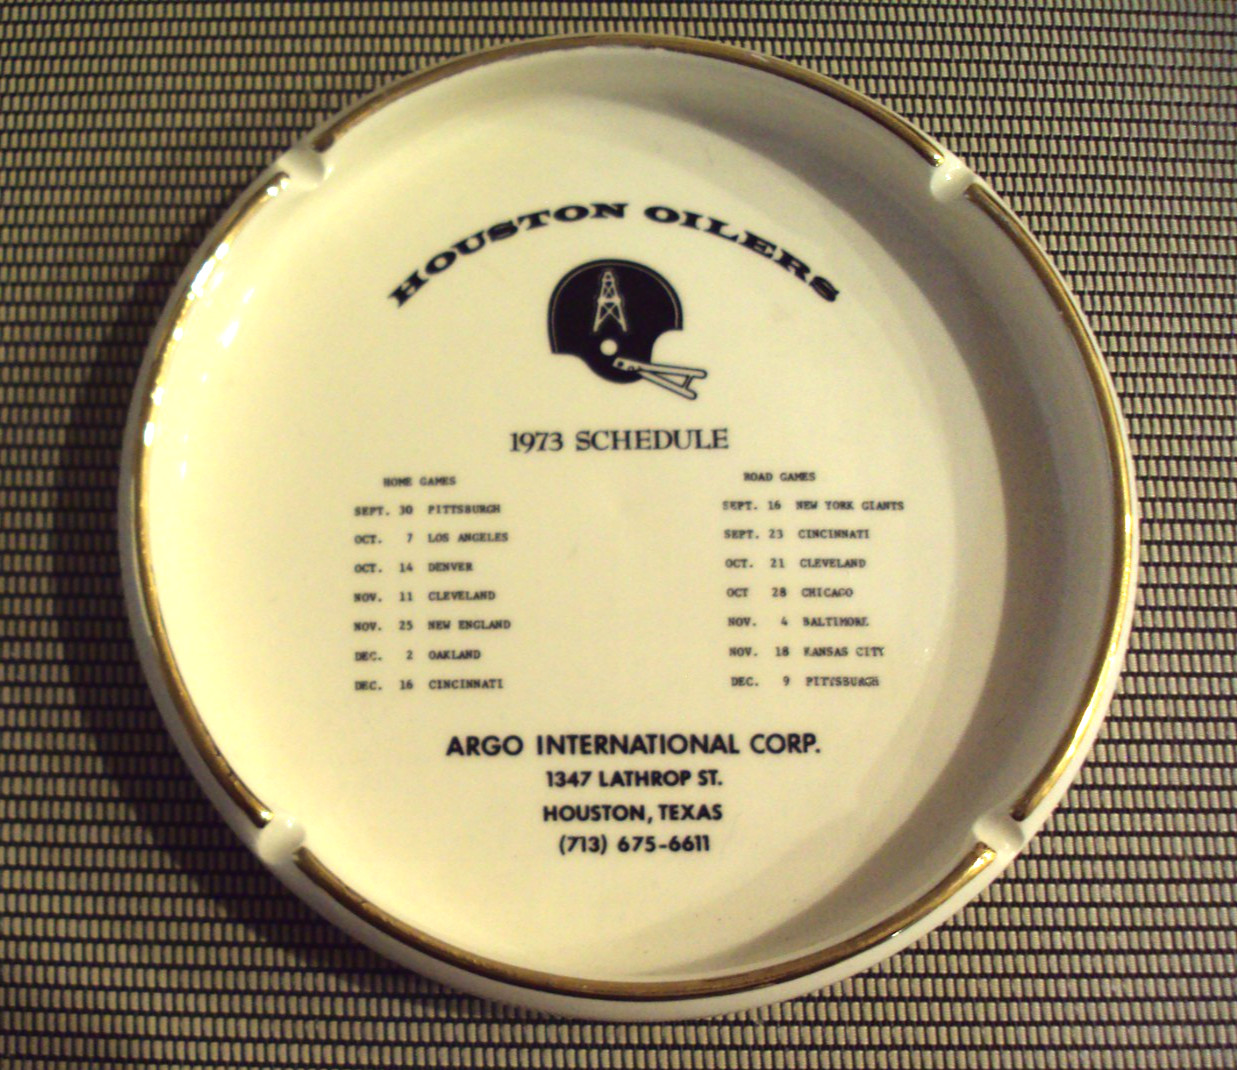 HOUSTON OILERS
1973 SCHEDULE
HOME GAMES
SEPT. 30 PITTSBURGH
OCT. 7 LOS ANGELES
OCT. 14 DENVER
NOV. 11 CLEVELAND
NOV. 25 NEW ENGLAND
DEC. 2 OAKLAND
DEC. 16 CINCINNATI
ROAD GAMES
SEPT. 16 NEW YORK GIANTS
SEPT. 23 CINCINNATI
OCT. 21 CLEVELAND
OCT 28 CHICAGO
NOV. 4 BALTIMORE
NOV. 18 KANSAS CITY
DEC. 9 PITTSBURGH
ARGO INTERNATIONAL CORP.
1347 LATHROP ST.
HOUSTON, TEXAS
(713) 675-6611